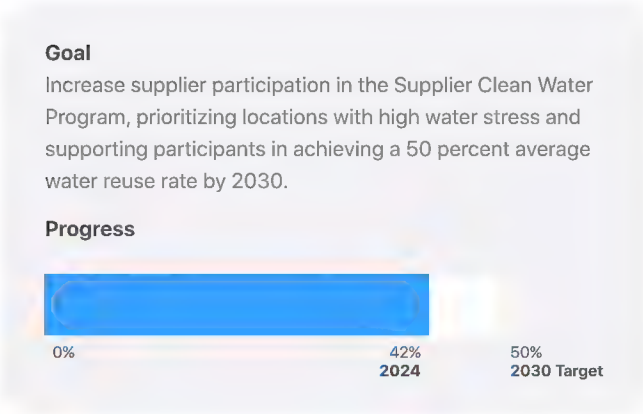 Goal
Increase supplier participation in the Supplier Clean Water
Program, prioritizing locations with high water stress and
supporting participants in achieving a 50 percent average
water reuse rate by 2030.
Progress
0% 42% 50%
2024 2030 Target